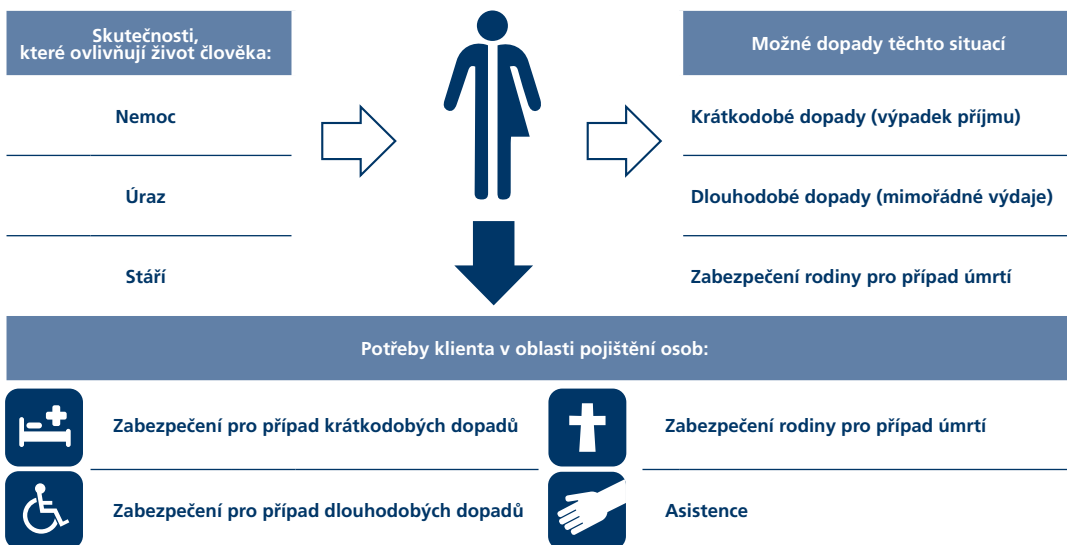 Skutečnosti,
které ovlivňují život člověka:
Možné dopady těchto situací
Nemoc
Krátkodobé dopady (výpadek příjmu)
Úraz
Dlouhodobé dopady (mimořádné výdaje)
Stáří
Zabezpečení rodiny pro případ úmrtí
Potřeby klienta v oblasti pojištění osob:
Zabezpečení pro případ krátkodobých dopadů
Zabezpečení rodiny pro případ úmrtí
Zabezpečení pro případ dlouhodobých dopadů
Asistence